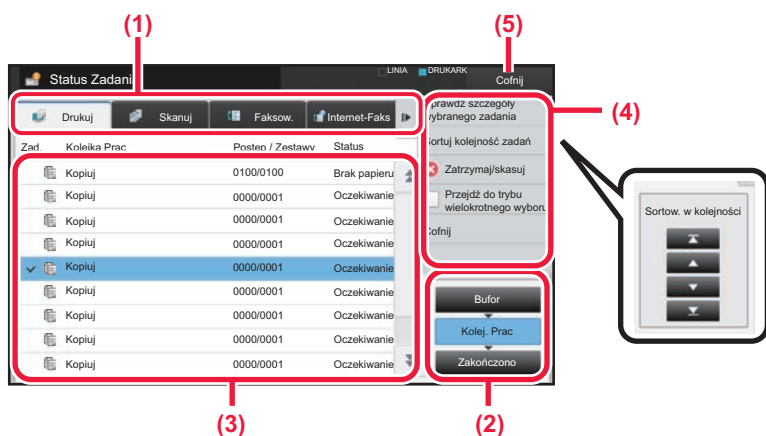 (1)
(5)
Status Zadania
LINIA
DRUKARK
Cofnij
Drukuj
Skanuj
Faksow.
Internet-Faks
prawdź szczegóły
wybranego zadania
(4)
Zad.
Kolejka Prac
Postęp / Zestawy
Status
Sortuj kolejność zadań
Kopiuj
0100/0100
Brak papieru
Zatrzymaj/skasuj
Kopiuj
0000/0001
Oczekiwanie
Przejdź do trybu
wielokrotnego wyboru
Kopiuj
0000/0001
Oczekiwanie
Cofnij
Kopiuj
0000/0001
Oczekiwanie
Kopiuj
0000/0001
Oczekiwanie
Kopiuj
0000/0001
Oczekiwanie
Kopiuj
0000/0001
Oczekiwanie
Kopiuj
0000/0001
Oczekiwanie
Kopiuj
0000/0001
Oczekiwanie
Bufor
Kolej. Prac
Zakończono
Sortow. w kolejności
(3)
(2)